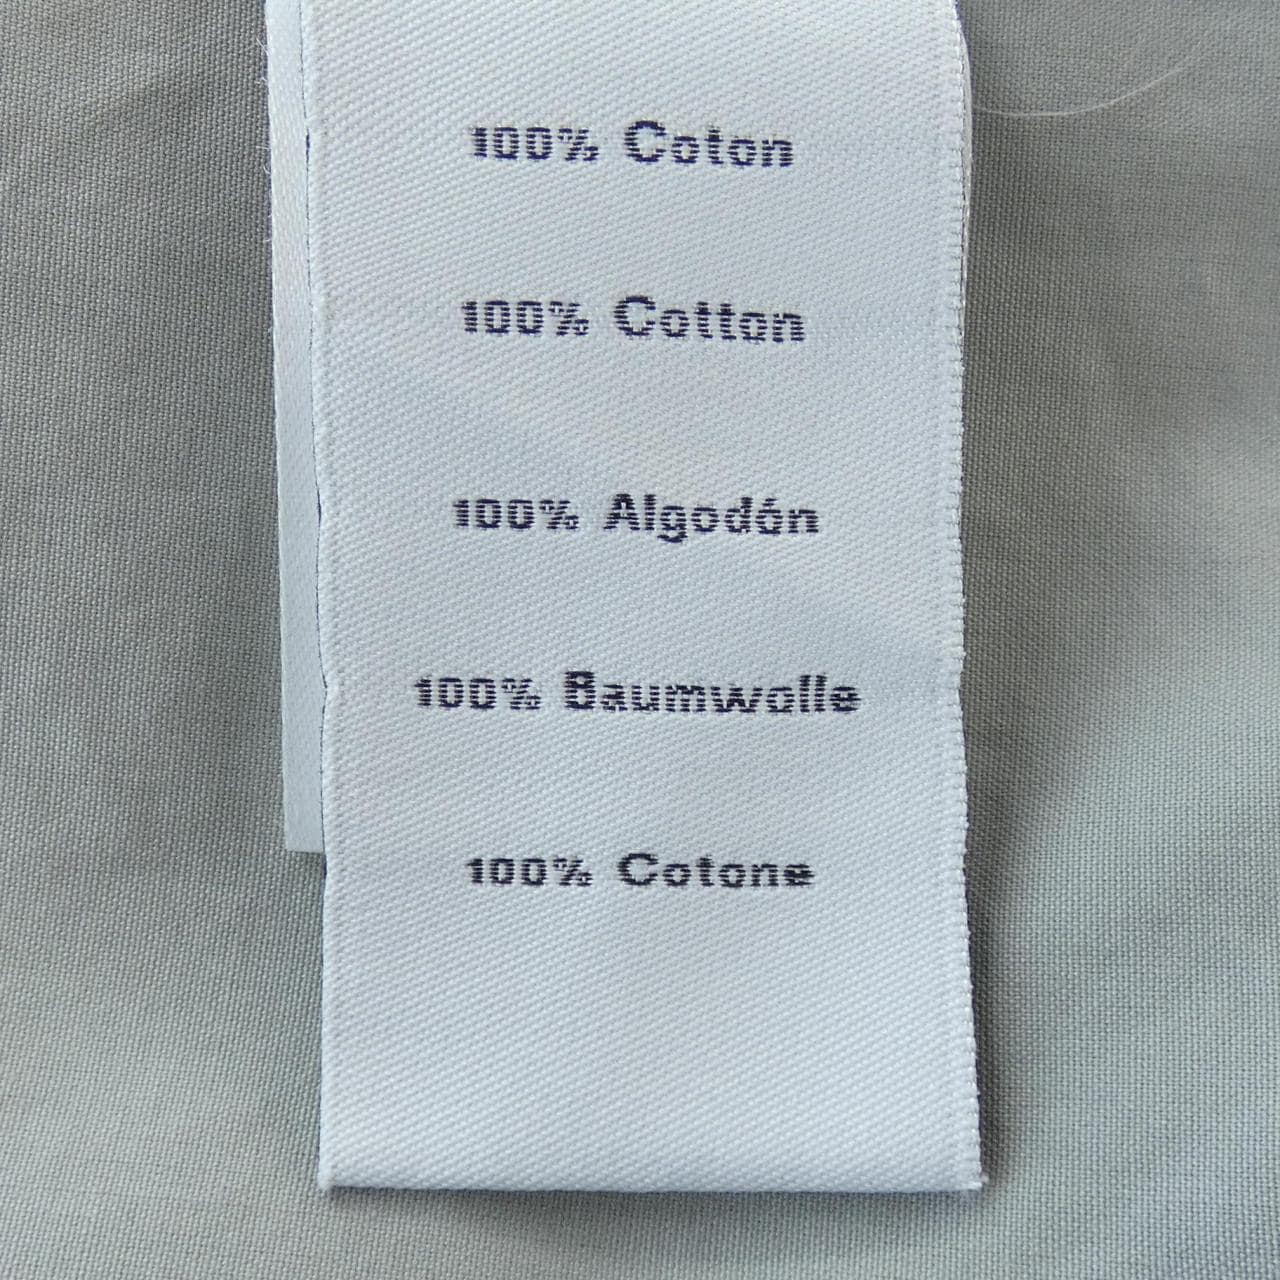 100% Coton
100% Cotton
100% Algodón
100% Baumwolle
100% Cotone